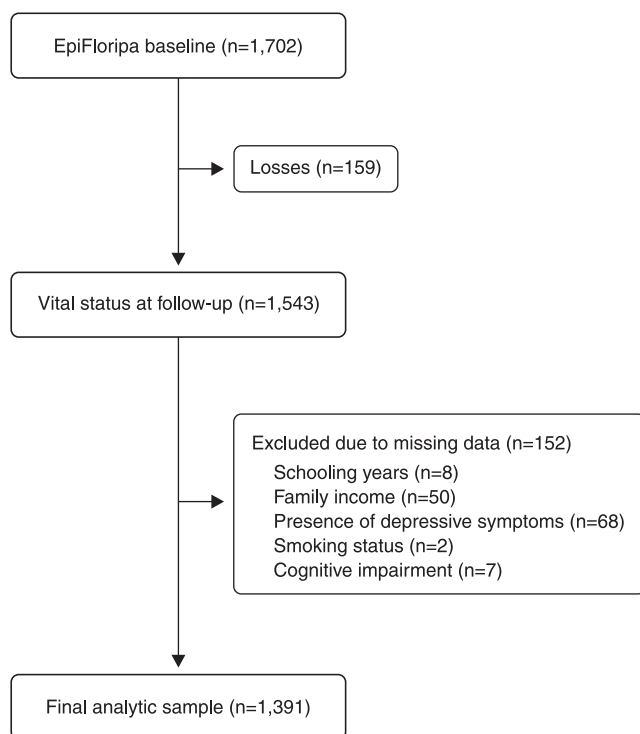 EpiFloripa baseline (n=1,702)
Losses (n=159)
Vital status at follow-up (n=1,543)
Excluded due to missing data (n=152)
Schooling years (n=8)
Family income (n=50)
Presence of depressive symptoms (n=68)
Smoking status (n=2)
Cognitive impairment (n=7)
Final analytic sample (n=1,391)